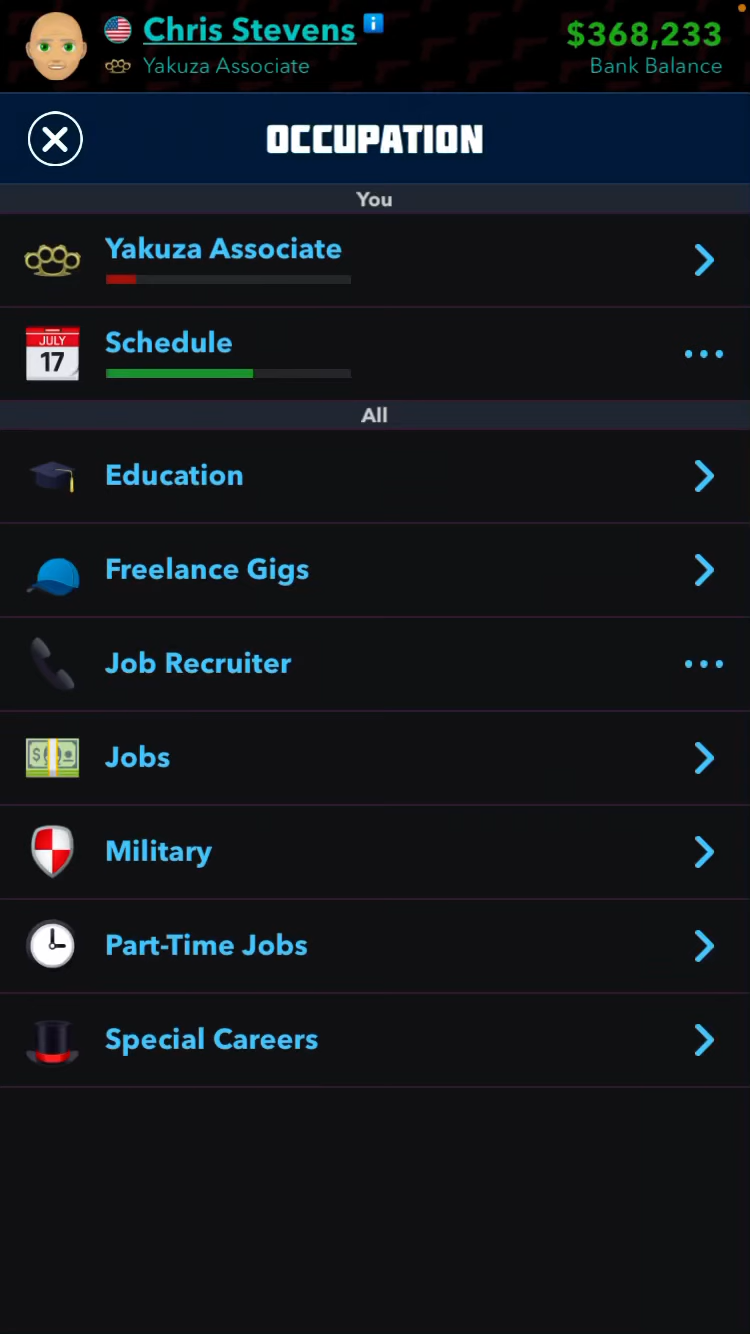 Chris Stevens
$368,233
Yakuza Associate
Bank Balance
OCCUPATION
You
Yakuza Associate
JULY
17
Schedule
All
Education
Freelance Gigs
Job Recruiter
Jobs
Military
Part-Time Jobs
Special Careers